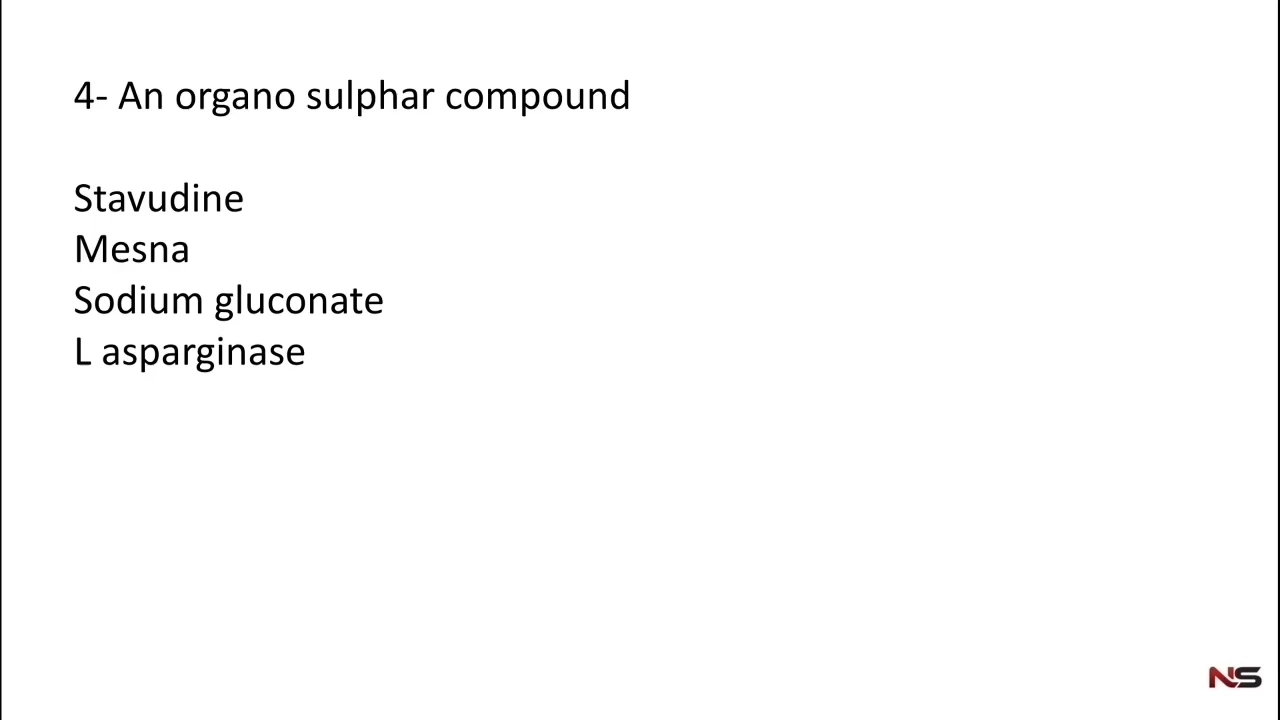 4- An organo sulphar compound
Stavudine
Mesna
Sodium gluconate
L asparginase
NS